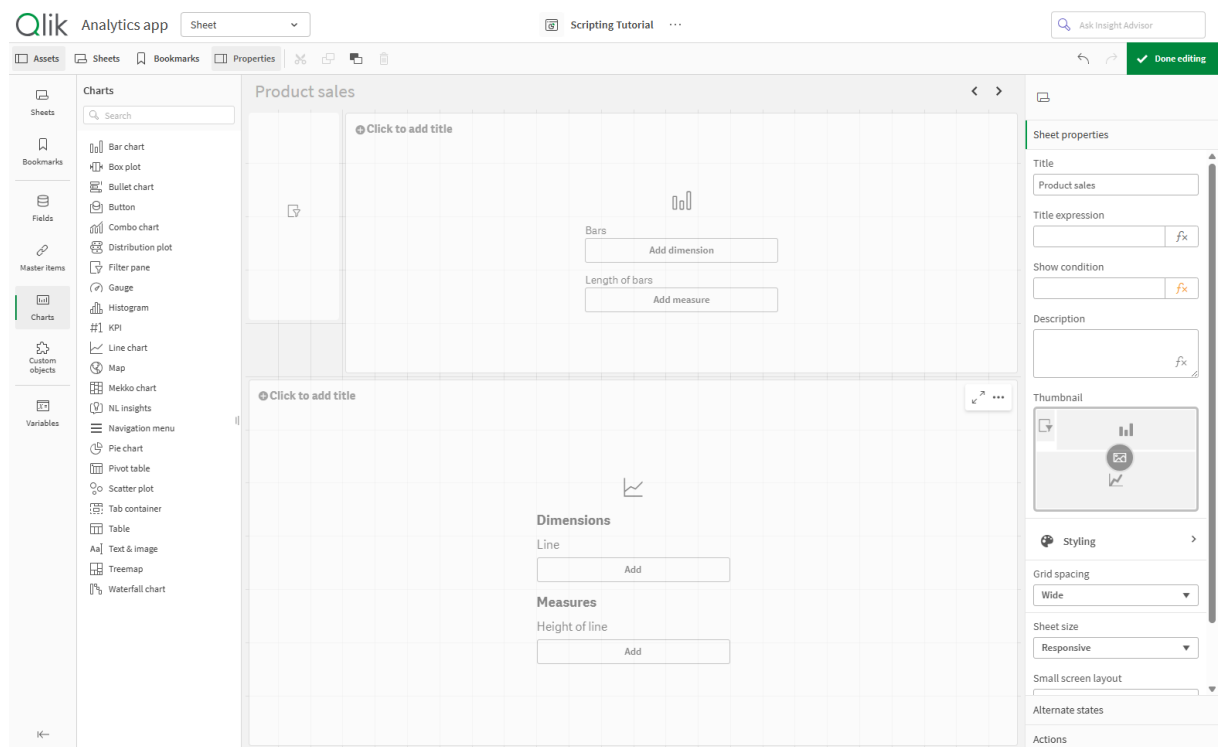 Qlik Analytics app Sheet Scripting Tutorial ··· Ask Insight Advisor
Assets Sheets Bookmarks Properties Done editing
Sheets
Bookmarks
Fields
Master items
Charts
Custom
objects
Variables
Charts
Search
Bar chart
Box plot
Bullet chart
Button
Combo chart
Distribution plot
Filter pane
Gauge
Histogram
#1 KPI
Line chart
Map
Mekko chart
NL insights
Navigation menu
Pie chart
Pivot table
Scatter plot
Tab container
Table
Aa Text & image
Treemap
Waterfall chart
Product sales
Click to add title
Bars
Add dimension
Length of bars
Add measure
Click to add title
Dimensions
Line
Add
Measures
Height of line
Add
Sheet properties
Title
Product sales
Title expression
fx
Show condition
fx
Description
fx
Thumbnail
Styling
Grid spacing
Wide
Sheet size
Responsive
Small screen layout
Alternate states
Actions